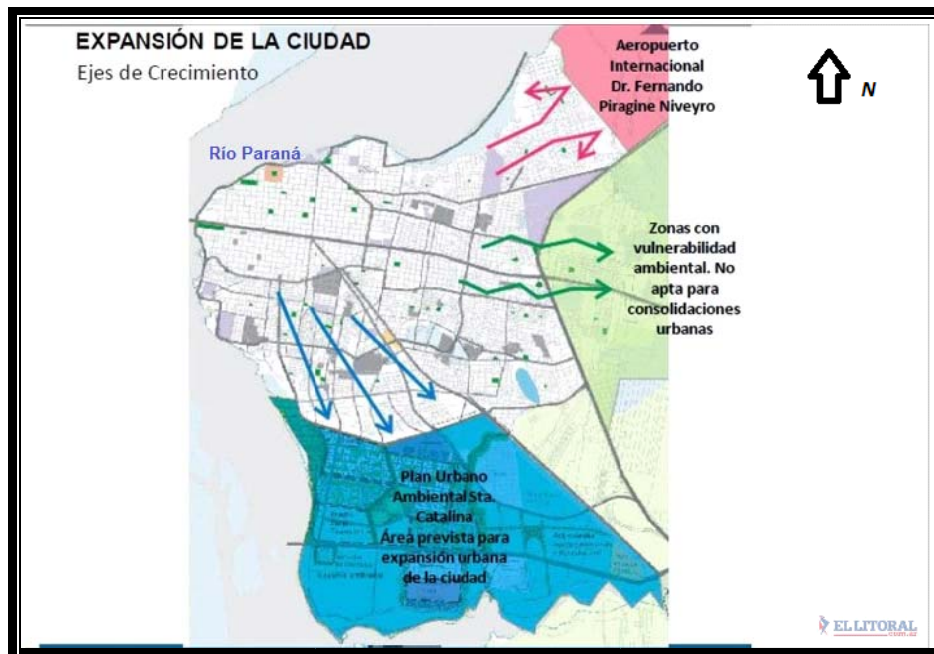 EXPANSIÓN DE LA CIUDAD
Ejes de Crecimiento
Aeropuerto
Internacional
Dr. Fernando
Piragine Niveyro
N
Río Paraná
Zonas con
vulnerabilidad
ambiental. No
apta para
consolidaciones
urbanas
Plan Urbano
Ambiental Sta.
Catalina
Área prevista para
expansión urbana
de la ciudad
EL LITORAL
.com.ar